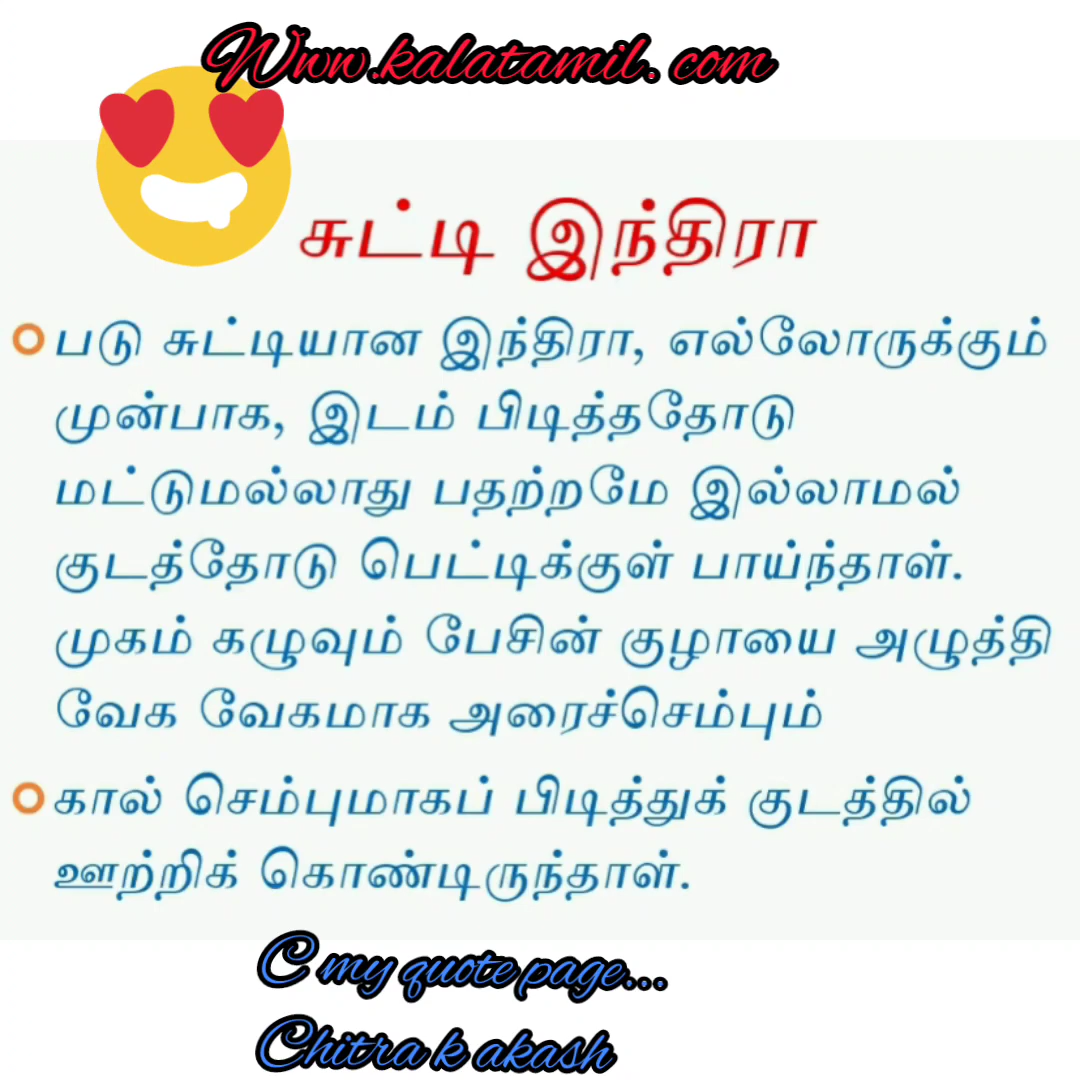 Www.kalatamil. com
சுட்டி இந்திரா
படு சுட்டியான இந்திரா, எல்லோருக்கும்
முன்பாக, இடம் பிடித்ததோடு
மட்டுமல்லாது பதற்றமே இல்லாமல்
குடத்தோடு பெட்டிக்குள் பாய்ந்தாள்.
முகம் கழுவும் பேசின் குழாயை அழுத்தி
வேக வேகமாக அரைச்செம்பும்
கால் செம்புமாகப் பிடித்துக் குடத்தில்
ஊற்றிக் கொண்டிருந்தாள்.
C my quote page...
Chitra k akash